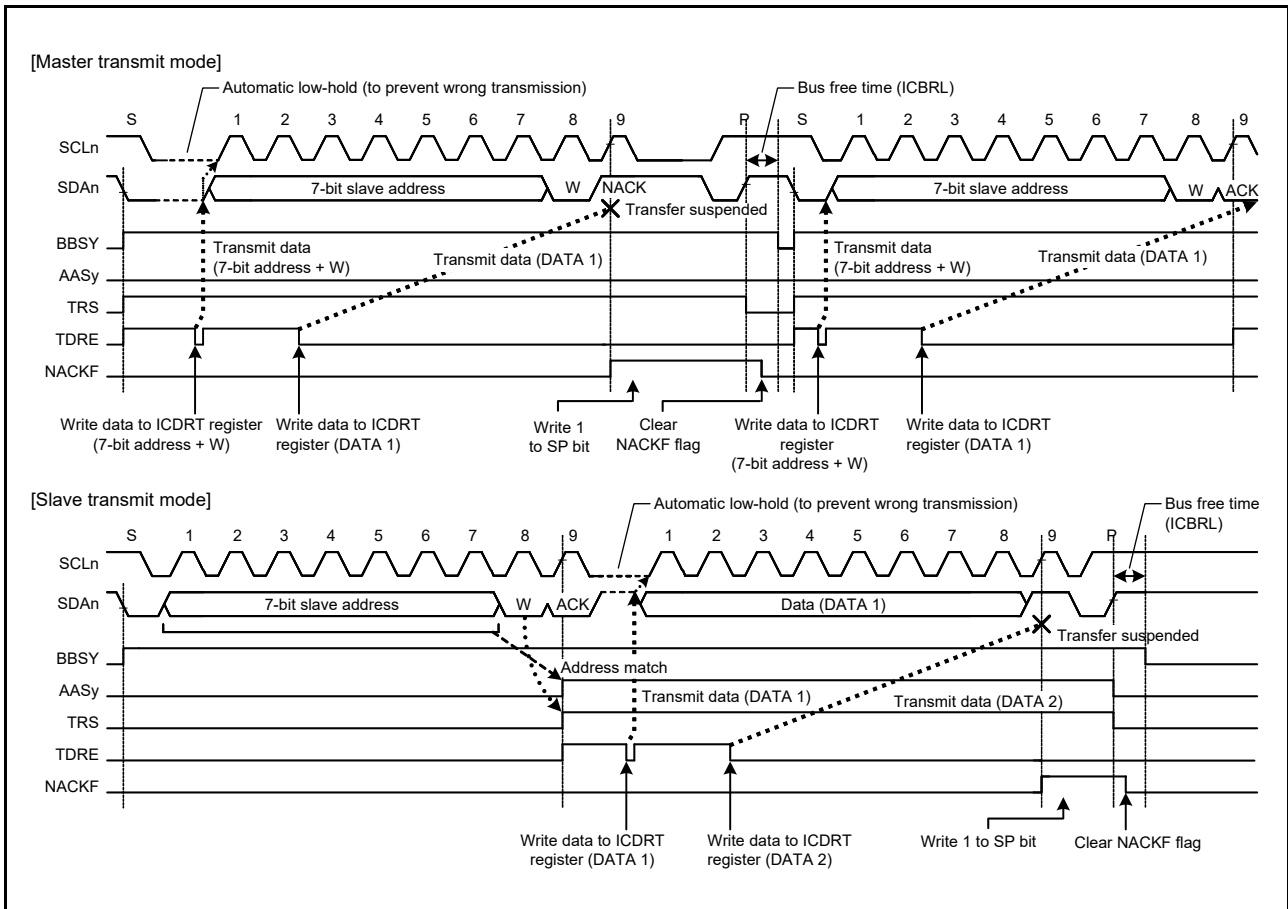 [Master transmit mode]
Automatic low-hold (to prevent wrong transmission)
Bus free time (ICBRL)
S 1 2 3 4 5 6 7 8 9 P S 1 2 3 4 5 6 7 8 9
SCLn
SDAn 7-bit slave address W NACK 7-bit slave address W ACK
Transfer suspended
BBSY
Transmit data
(7-bit address + W)
Transmit data (DATA 1)
Transmit data
(7-bit address + W)
Transmit data (DATA 1)
AASy
TRS
TDRE
NACKF
Write data to ICDRT register
(7-bit address + W)
Write data to ICDRT
register (DATA 1)
Write 1
to SP bit
Clear
NACKF flag
Write data to ICDRT
register
(7-bit address + W)
Write data to ICDRT
register (DATA 1)
[Slave transmit mode]
Automatic low-hold (to prevent wrong transmission)
Bus free time
(ICBRL)
S 1 2 3 4 5 6 7 8 9 1 2 3 4 5 6 7 8 9 P
SCLn
SDAn 7-bit slave address W ACK Data (DATA 1)
Transfer suspended
BBSY
Address match
AASy
Transmit data (DATA 1)
Transmit data (DATA 2)
TRS
TDRE
NACKF
Write data to ICDRT
register (DATA 1)
Write data to ICDRT
register (DATA 2)
Write 1 to SP bit
Clear NACKF flag